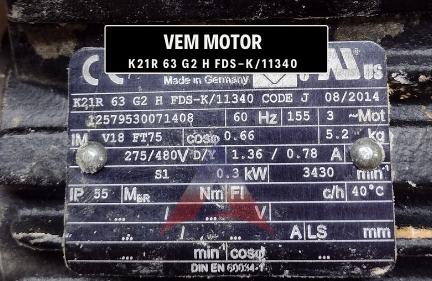 VEM MOTOR
K21R 63 G2 H FDS-K/11340
Made in Germany US
K21R 63 G2 H FDS-K/11340 CODE J 08/2014
12579530071408 60 Hz 155 3 ~Mot
IM V18 FT75 cosφ 0.66 5.2 kg
275/480V D/Y 1.36 / 0.78 A
S1 0.3 kW 3430 min⁻¹
IP 55 MBR Nm FI c/h 40°C
... ... / ... V
... ... / ... A LS ... mm
... min⁻¹ cosφ ...
DIN EN 60034-1